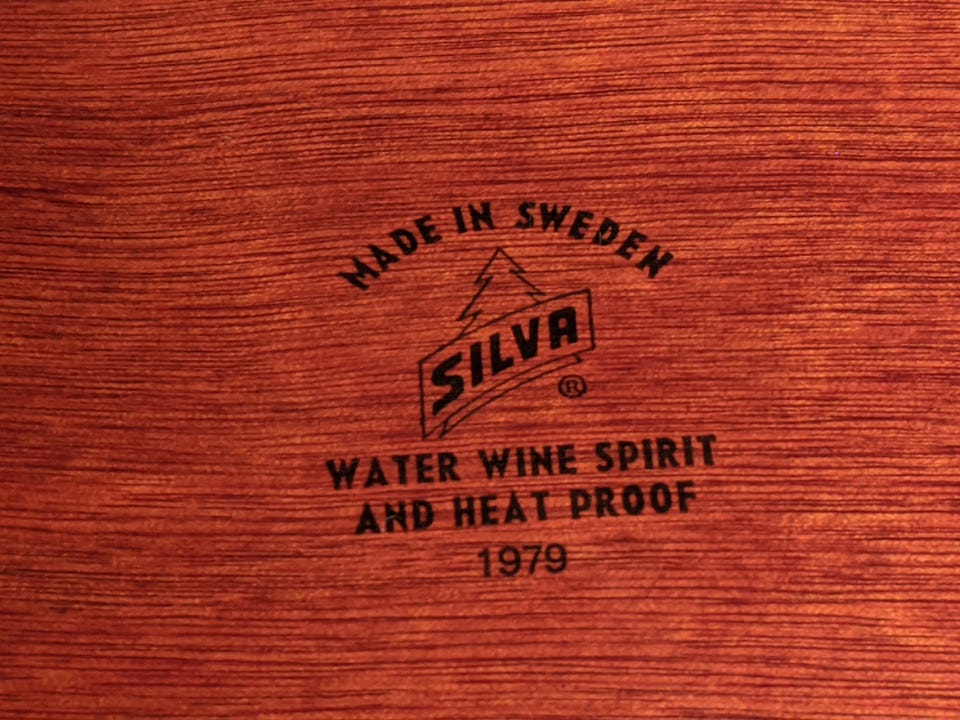 MADE IN SWEDEN
SILVA
®
WATER WINE SPIRIT
AND HEAT PROOF
1979